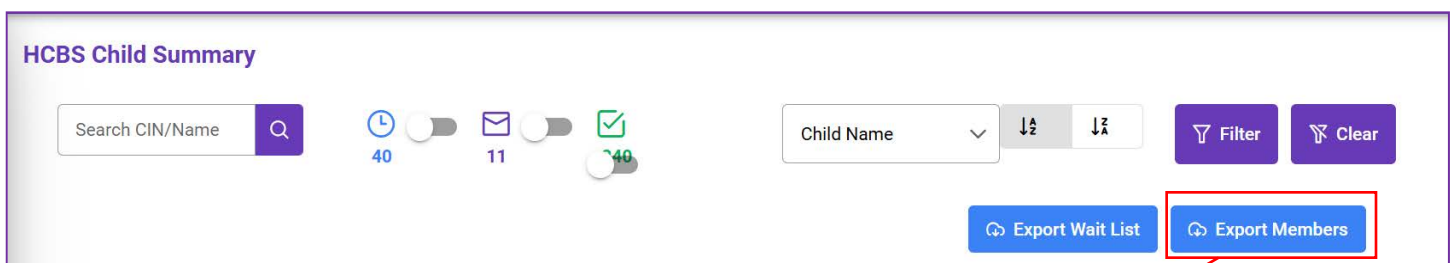 HCBS Child Summary
Search CIN/Name
40
11
Child Name
Filter
Clear
Export Wait List
Export Members